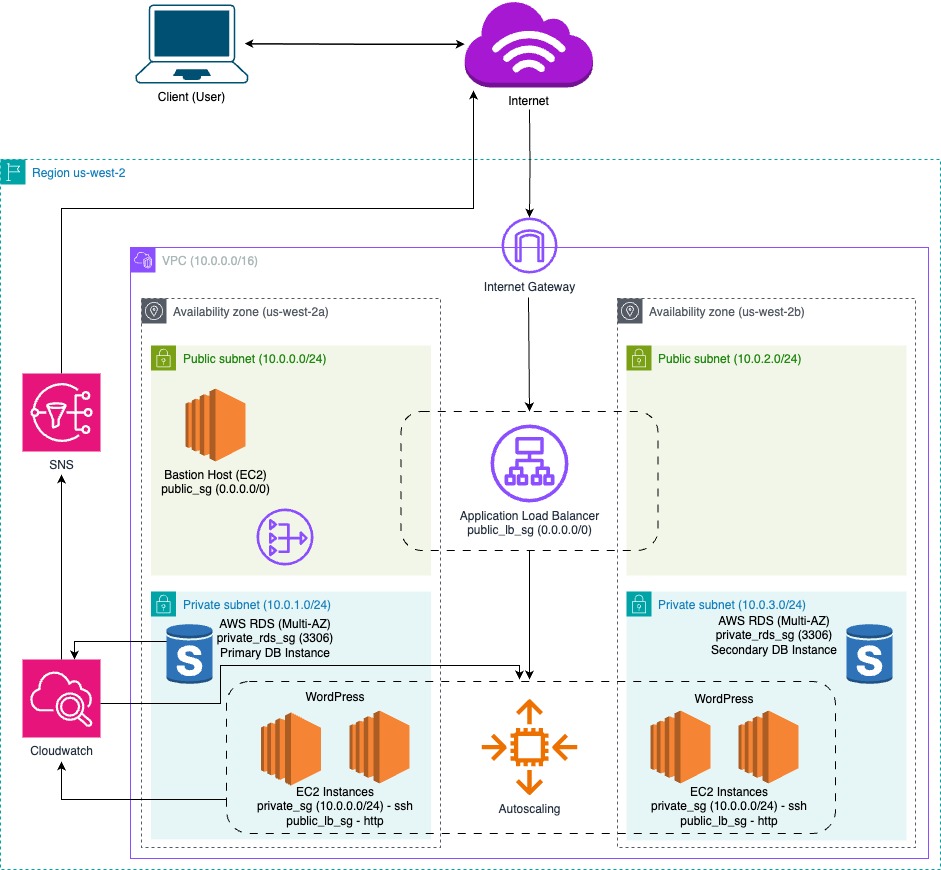 Client (User)
Internet
Region us-west-2
VPC (10.0.0.0/16)
Internet Gateway
Availability zone (us-west-2a)
Availability zone (us-west-2b)
Public subnet (10.0.0.0/24)
Public subnet (10.0.2.0/24)
SNS
Bastion Host (EC2)
public_sg (0.0.0.0/0)
Application Load Balancer
public_lb_sg (0.0.0.0/0)
Private subnet (10.0.1.0/24)
AWS RDS (Multi-AZ)
private_rds_sg (3306)
Primary DB Instance
S
Private subnet (10.0.3.0/24)
AWS RDS (Multi-AZ)
private_rds_sg (3306)
Secondary DB Instance
S
Cloudwatch
WordPress
EC2 Instances
private_sg (10.0.0.0/24) - ssh
public_lb_sg - http
Autoscaling
WordPress
EC2 Instances
private_sg (10.0.0.0/24) - ssh
public_lb_sg - http